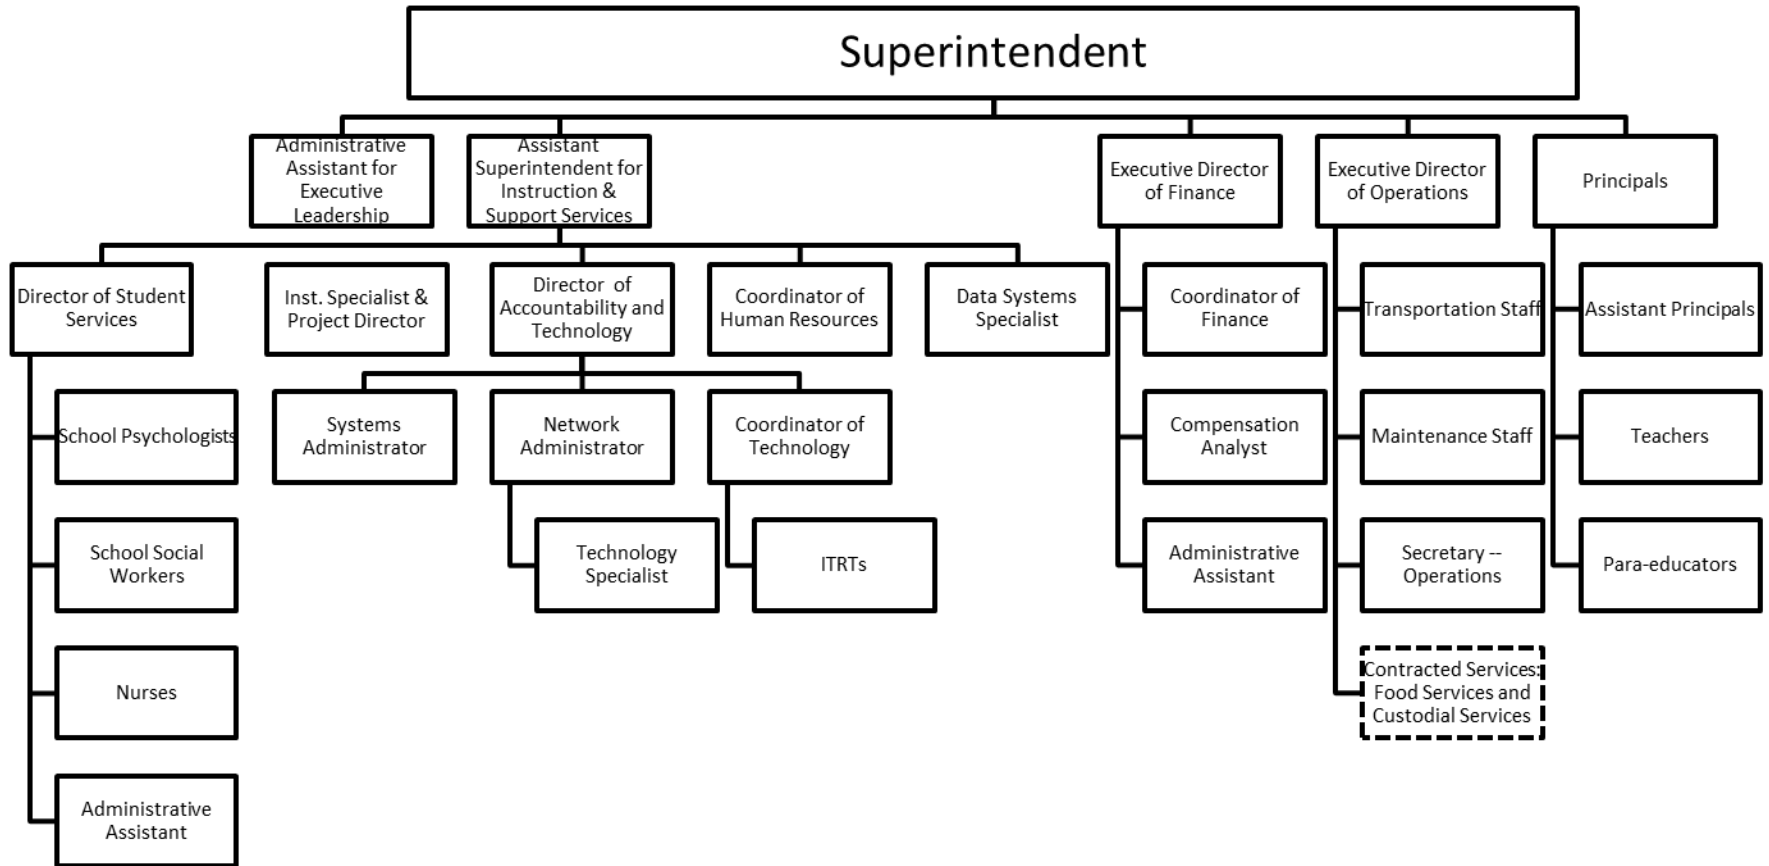 Superintendent
Administrative
Assistant for
Executive
Leadership
Assistant
Superintendent for
Instruction &
Support Services
Executive Director
of Finance
Executive Director
of Operations
Principals
Director of Student
Services
Inst. Specialist &
Project Director
Director of
Accountability and
Technology
Coordinator of
Human Resources
Data Systems
Specialist
Coordinator of
Finance
Transportation Staff
Assistant Principals
School Psychologists
Systems
Administrator
Network
Administrator
Coordinator of
Technology
Compensation
Analyst
Maintenance Staff
Teachers
School Social
Workers
Technology
Specialist
ITRTs
Administrative
Assistant
Secretary --
Operations
Para-educators
Nurses
Contracted Services:
Food Services and
Custodial Services
Administrative
Assistant